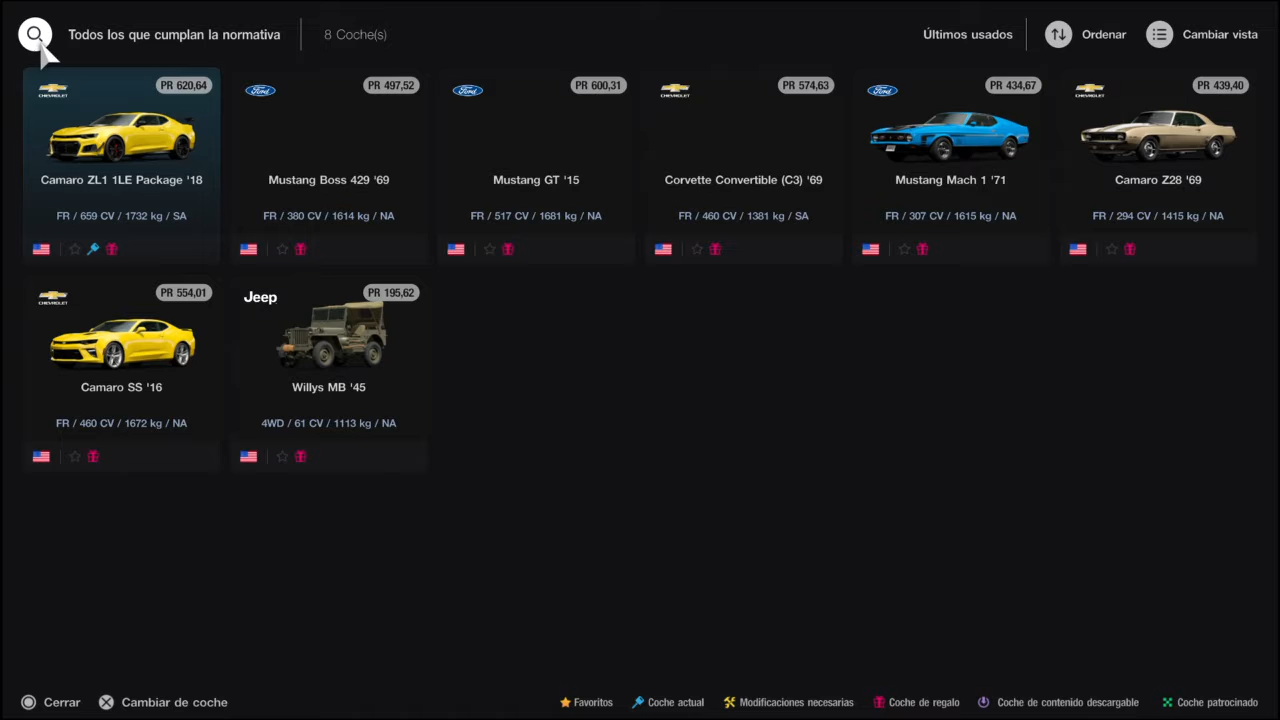 Todos los que cumplan la normativa
8 Coche(s)
Últimos usados
Ordenar
Cambiar vista
CHEVROLET
PR 620,64
Camaro ZL1 1LE Package '18
FR / 659 CV / 1732 kg / SA
Ford
PR 497,52
Mustang Boss 429 '69
FR / 380 CV / 1614 kg / NA
Ford
PR 600,31
Mustang GT '15
FR / 517 CV / 1681 kg / NA
CHEVROLET
PR 574,63
Corvette Convertible (C3) '69
FR / 460 CV / 1381 kg / SA
Ford
PR 434,67
Mustang Mach 1 '71
FR / 307 CV / 1615 kg / NA
CHEVROLET
PR 439,40
Camaro Z28 '69
FR / 294 CV / 1415 kg / NA
CHEVROLET
PR 554,01
Camaro SS '16
FR / 460 CV / 1672 kg / NA
Jeep
PR 195,62
Willys MB '45
4WD / 61 CV / 1113 kg / NA
Cerrar
Cambiar de coche
Favoritos
Coche actual
Modificaciones necesarias
Coche de regalo
Coche de contenido descargable
Coche patrocinado